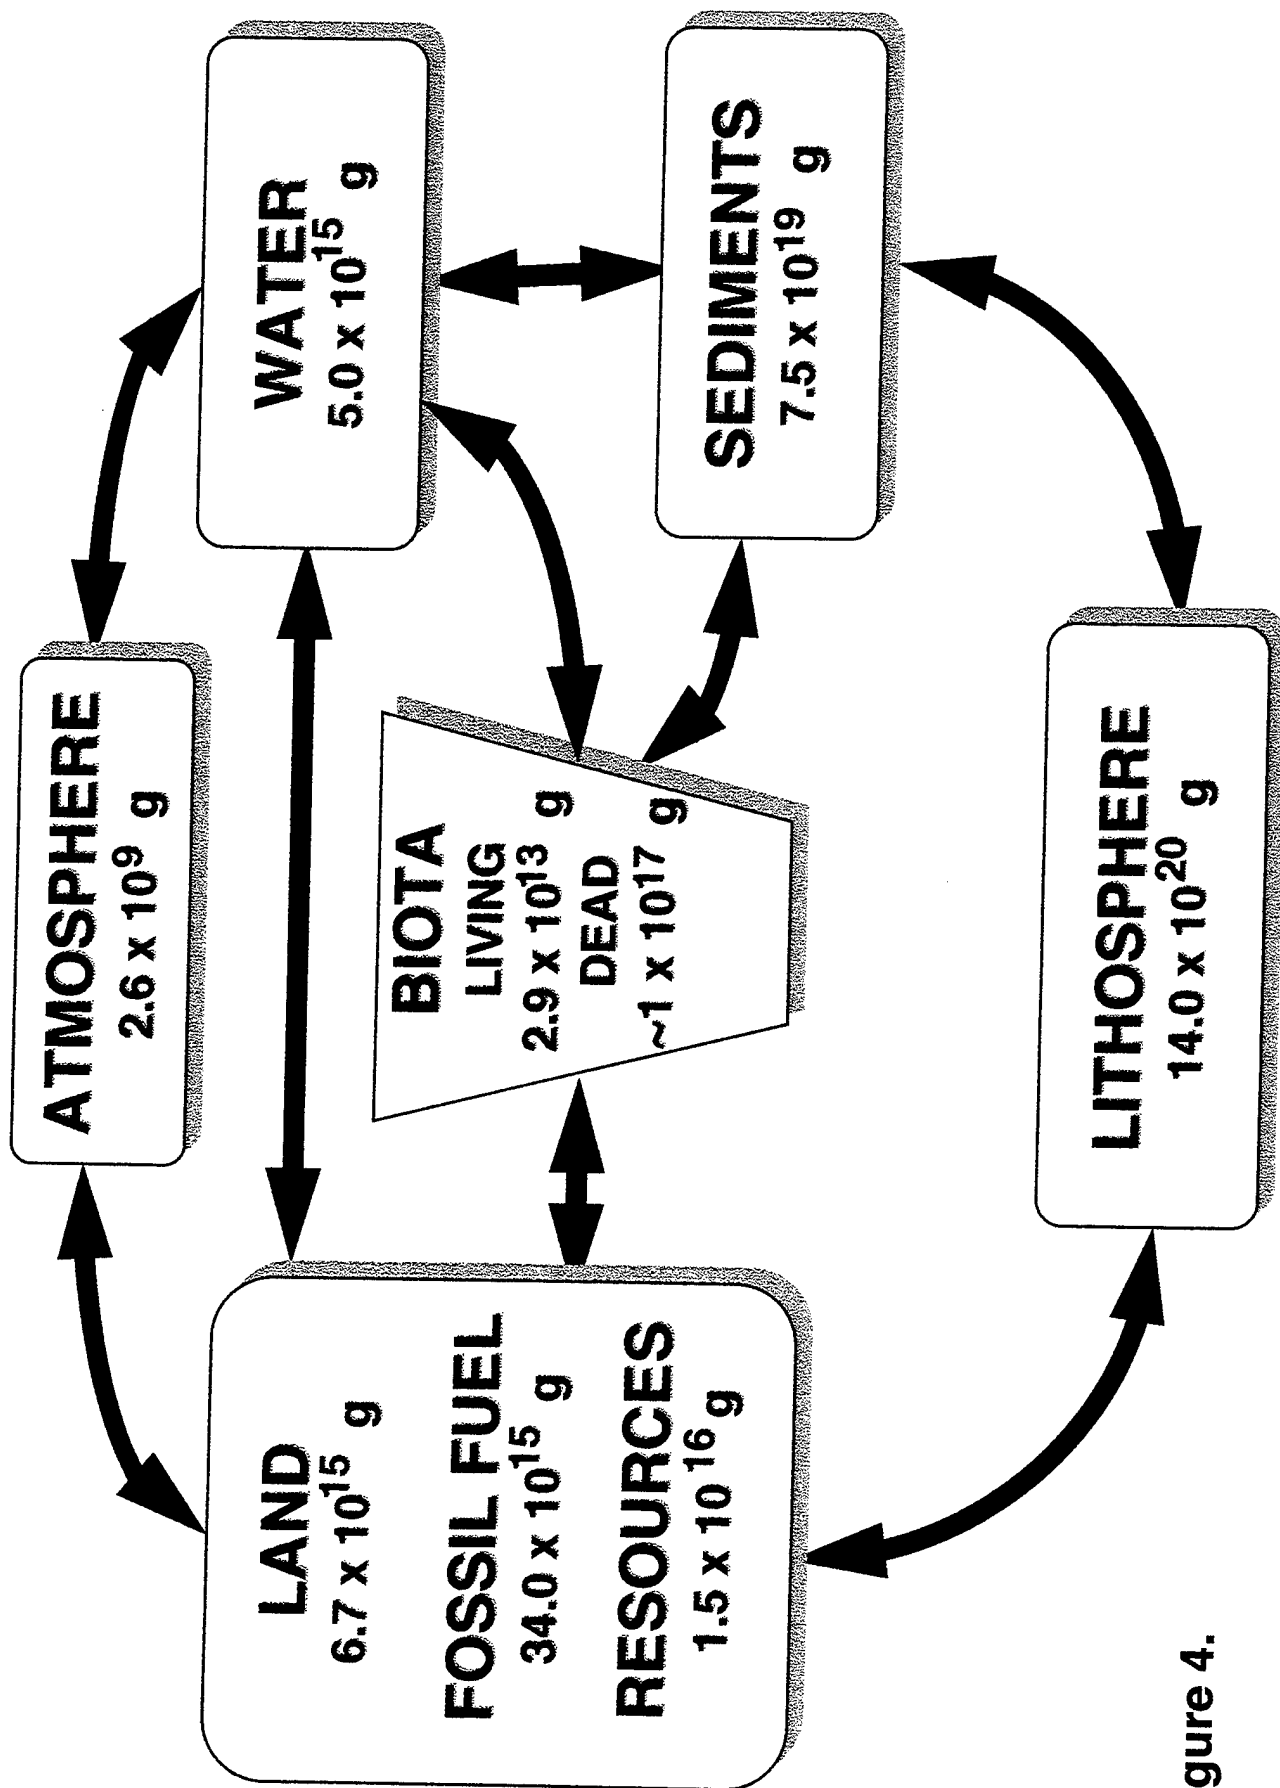 ATMOSPHERE
2.6 x 10⁹ g
LAND
6.7 x 10¹⁵ g
FOSSIL FUEL
34.0 x 10¹⁵ g
RESOURCES
1.5 x 10¹⁶ g
WATER
5.0 x 10¹⁵ g
BIOTA
LIVING
2.9 x 10¹³ g
DEAD
~1 x 10¹⁷ g
SEDIMENTS
7.5 x 10¹⁹ g
LITHOSPHERE
14.0 x 10²⁰ g
gure 4.